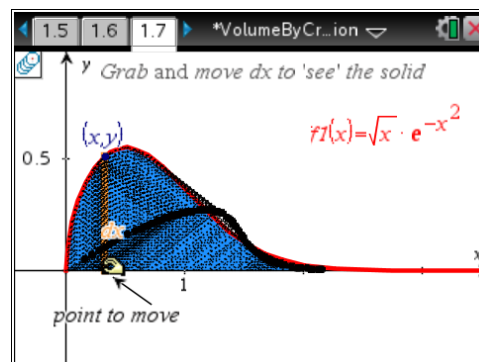 1.5 1.6 1.7 *VolumeByCr…ion
y Grab and move dx to 'see' the solid
(x,y)
f1(x)=√x · e^-x^2
0.5
dx
x
1
point to move